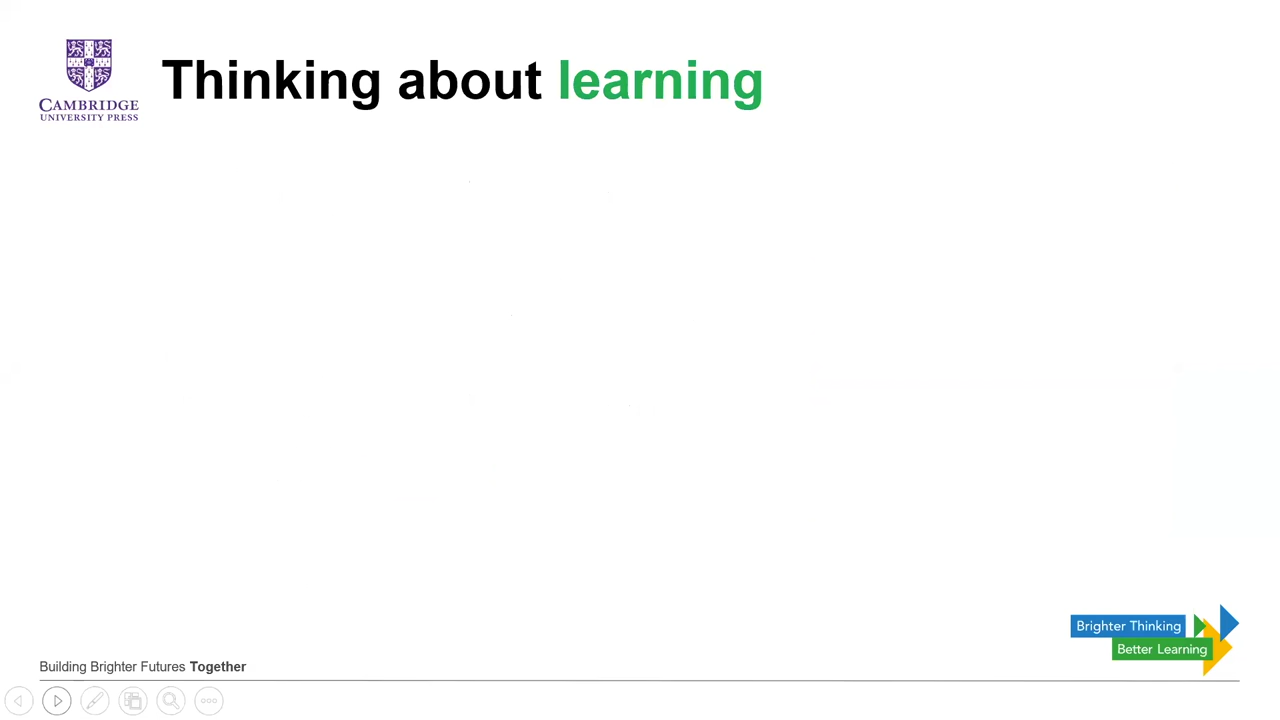 Thinking about learning
CAMBRIDGE
UNIVERSITY PRESS
Brighter Thinking
Better Learning
Building Brighter Futures Together